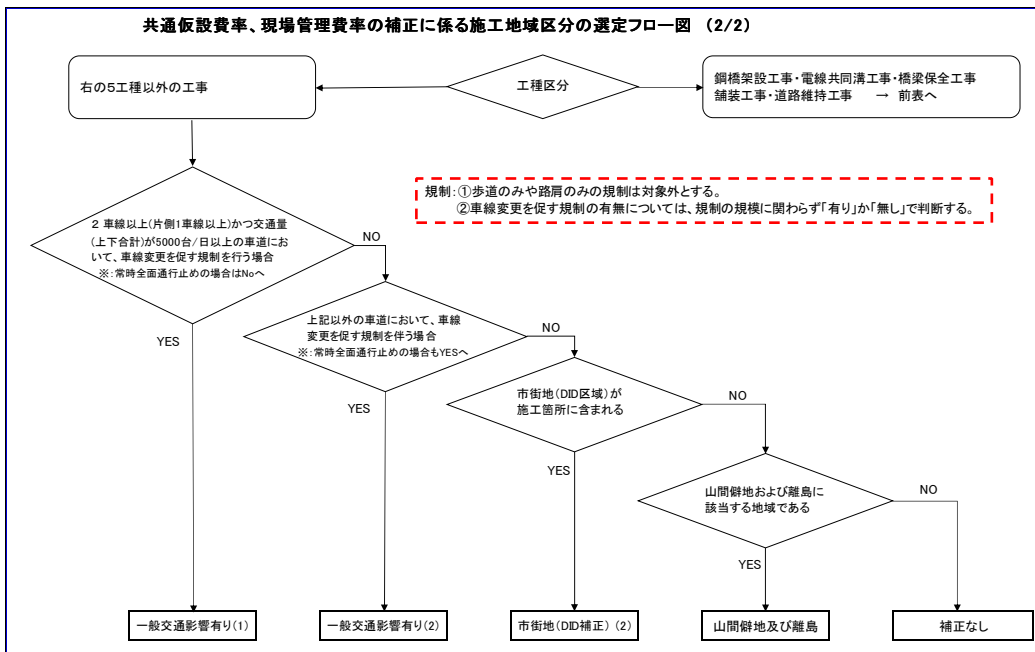 共通仮設費率、現場管理費率の補正に係る施工地域区分の選定フロー図 (2/2)
右の5工種以外の工事
工種区分
鋼橋架設工事・電線共同溝工事・橋梁保全工事
舗装工事・道路維持工事 → 前表へ
規制：①歩道のみや路肩のみの規制は対象外とする。
②車線変更を促す規制の有無については、規制の規模に関わらず「有り」か「無し」で判断する。
２車線以上(片側1車線以上)かつ交通量
(上下合計)が5000台/日以上の車道にお
いて、車線変更を促す規制を行う場合
※：常時全面通行止めの場合はNoへ
NO
YES
上記以外の車道において、車線
変更を促す規制を伴う場合
※：常時全面通行止めの場合もYESへ
NO
YES
市街地(DID区域)が
施工箇所に含まれる
NO
YES
山間僻地および離島に
該当する地域である
NO
YES
一般交通影響有り(1)
一般交通影響有り(2)
市街地(DID補正) (2)
山間僻地及び離島
補正なし